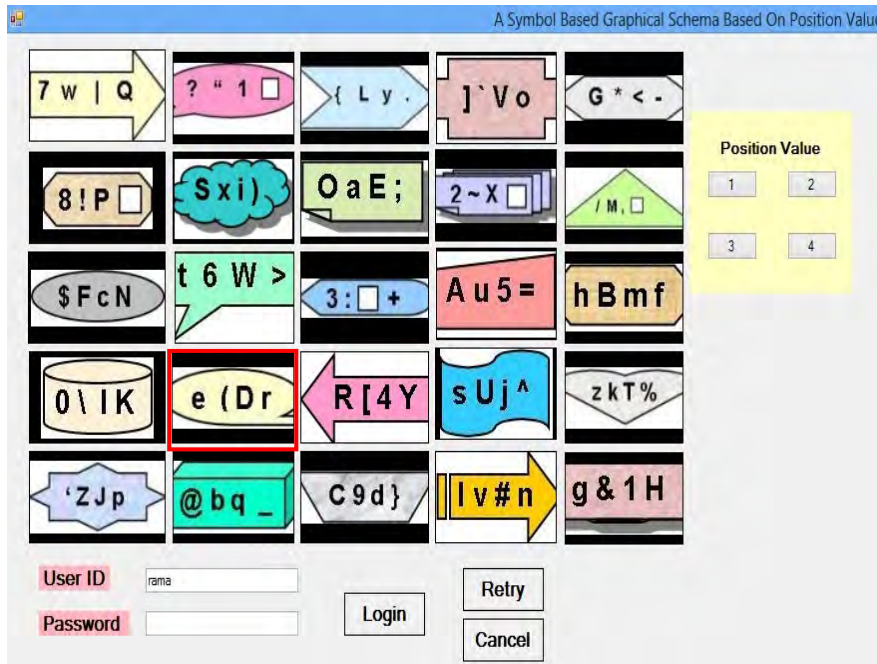 A Symbol Based Graphical Schema Based On Position Value
7 w | Q
? “ 1 □
{ L y .
] ` V o
G * < -
8 ! P □
S x i )
O a E ;
2 ~ X □
/ M , □
$ F c N
t 6 W >
3 : □ +
A u 5 =
h B m f
0 \ I K
e ( D r
R [ 4 Y
s U j ^
z k T %
‘ Z J p
@ b q _
C 9 d }
l v # n
g & 1 H
Position Value
1 2
3 4
User ID rama
Password
Login
Retry
Cancel